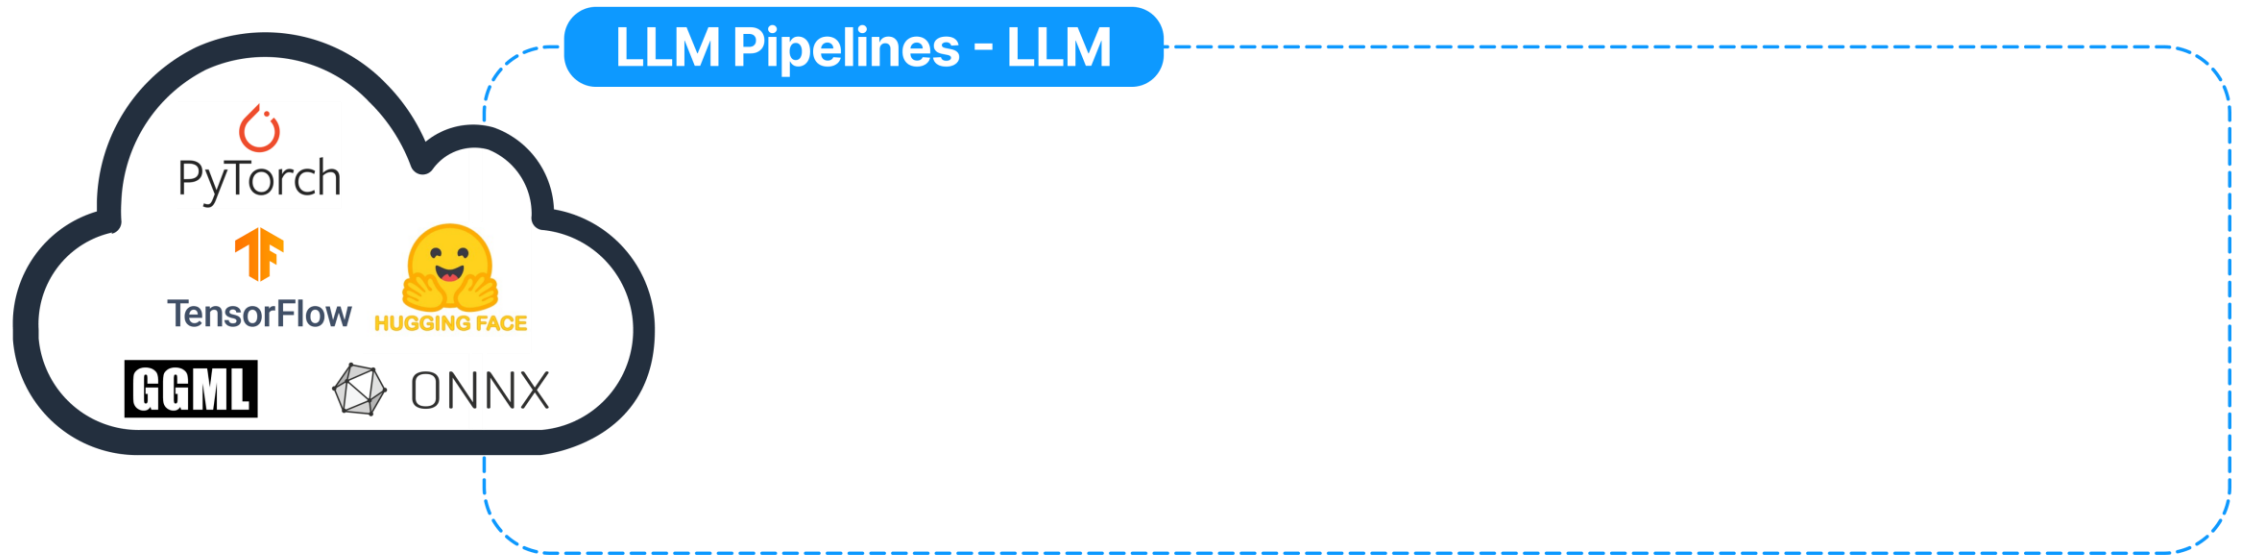 LLM Pipelines - LLM
PyTorch
TensorFlow
HUGGING FACE
GGML
ONNX